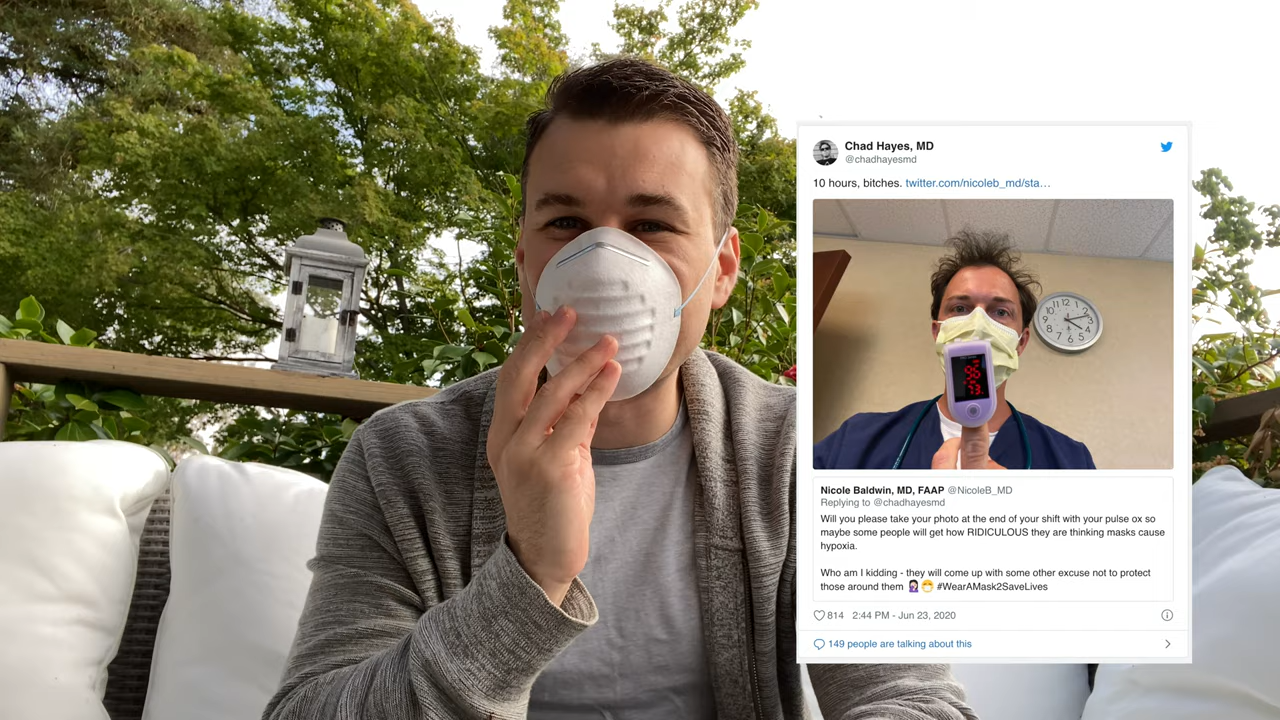 Chad Hayes, MD
@chadhayesmd
10 hours, bitches. twitter.com/nicoleb_md/sta…
Nicole Baldwin, MD, FAAP @NicoleB_MD
Replying to @chadhayesmd
Will you please take your photo at the end of your shift with your pulse ox so
maybe some people will get how RIDICULOUS they are thinking masks cause
hypoxia.
Who am I kidding - they will come up with some other excuse not to protect
those around them 🤦🏻‍♀️😷 #WearAMask2SaveLives
814 2:44 PM - Jun 23, 2020
149 people are talking about this